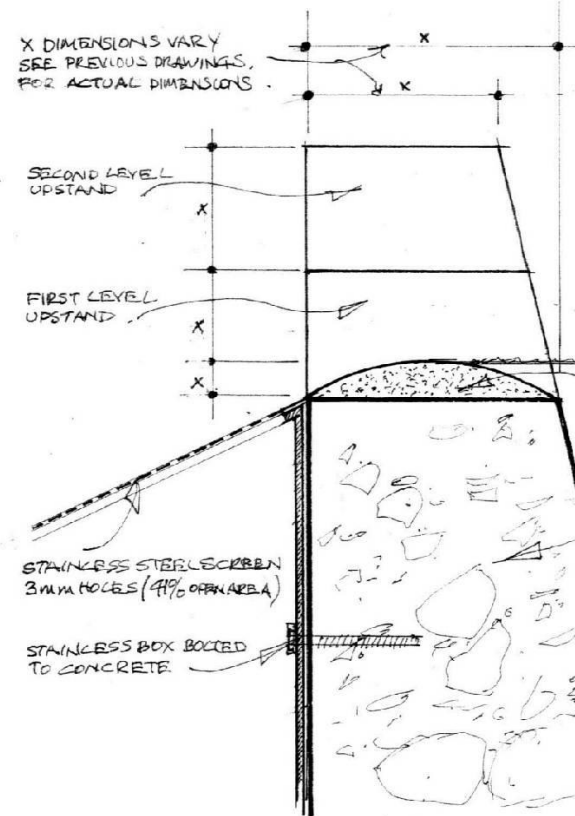 X DIMENSIONS VARY
SEE PREVIOUS DRAWINGS,
FOR ACTUAL DIMENSIONS.
X
X
SECOND LEVEL
UPSTAND
X
FIRST LEVEL
UPSTAND
X
X
STAINLESS STEEL SCREEN
3mm HOLES (41% OPEN AREA)
STAINLESS BOX BOLTED
TO CONCRETE